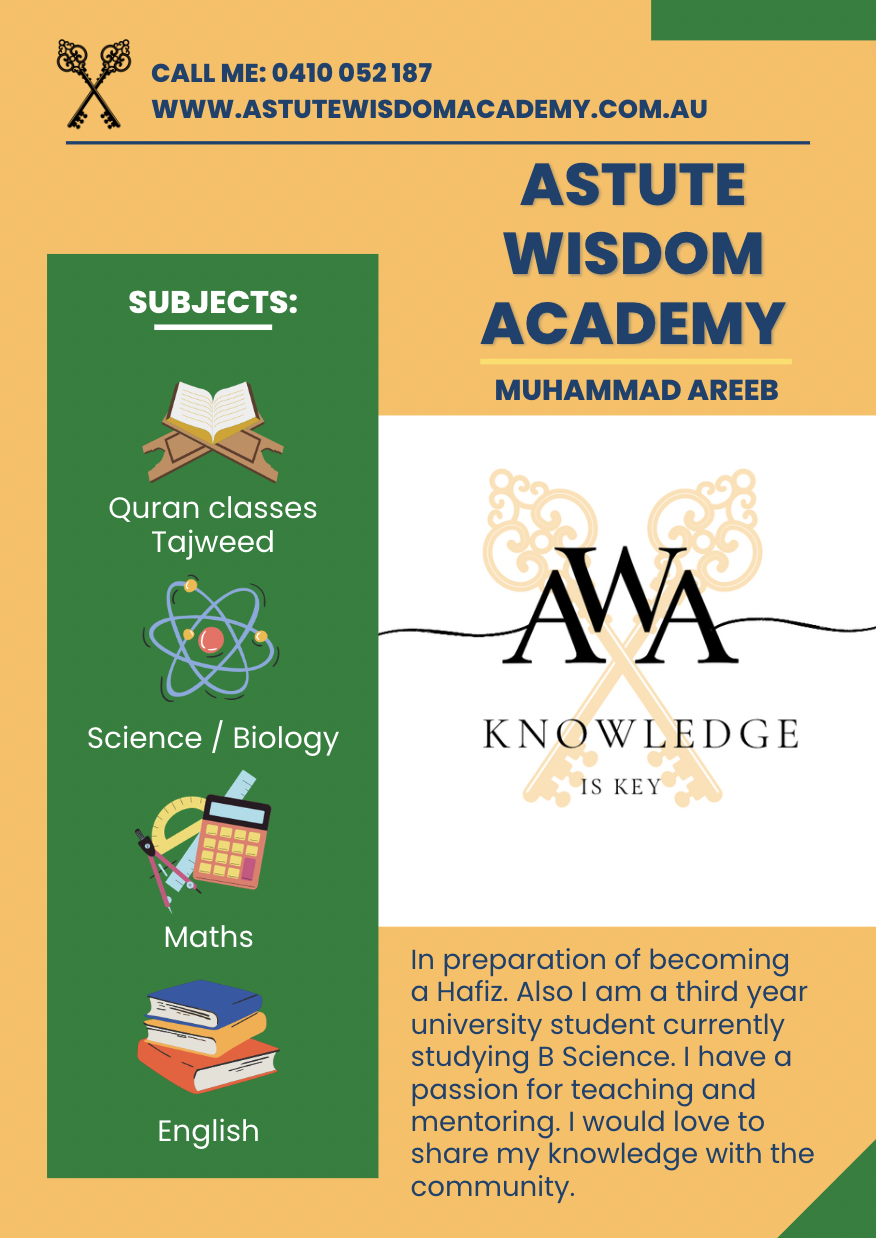 CALL ME: 0410 052 187
WWW.ASTUTEWISDOMACADEMY.COM.AU
ASTUTE
WISDOM
ACADEMY
MUHAMMAD AREEB
SUBJECTS:
Quran classes
Tajweed
Science / Biology
Maths
English
AWA
KNOWLEDGE
IS KEY
In preparation of becoming
a Hafiz. Also I am a third year
university student currently
studying B Science. I have a
passion for teaching and
mentoring. I would love to
share my knowledge with the
community.